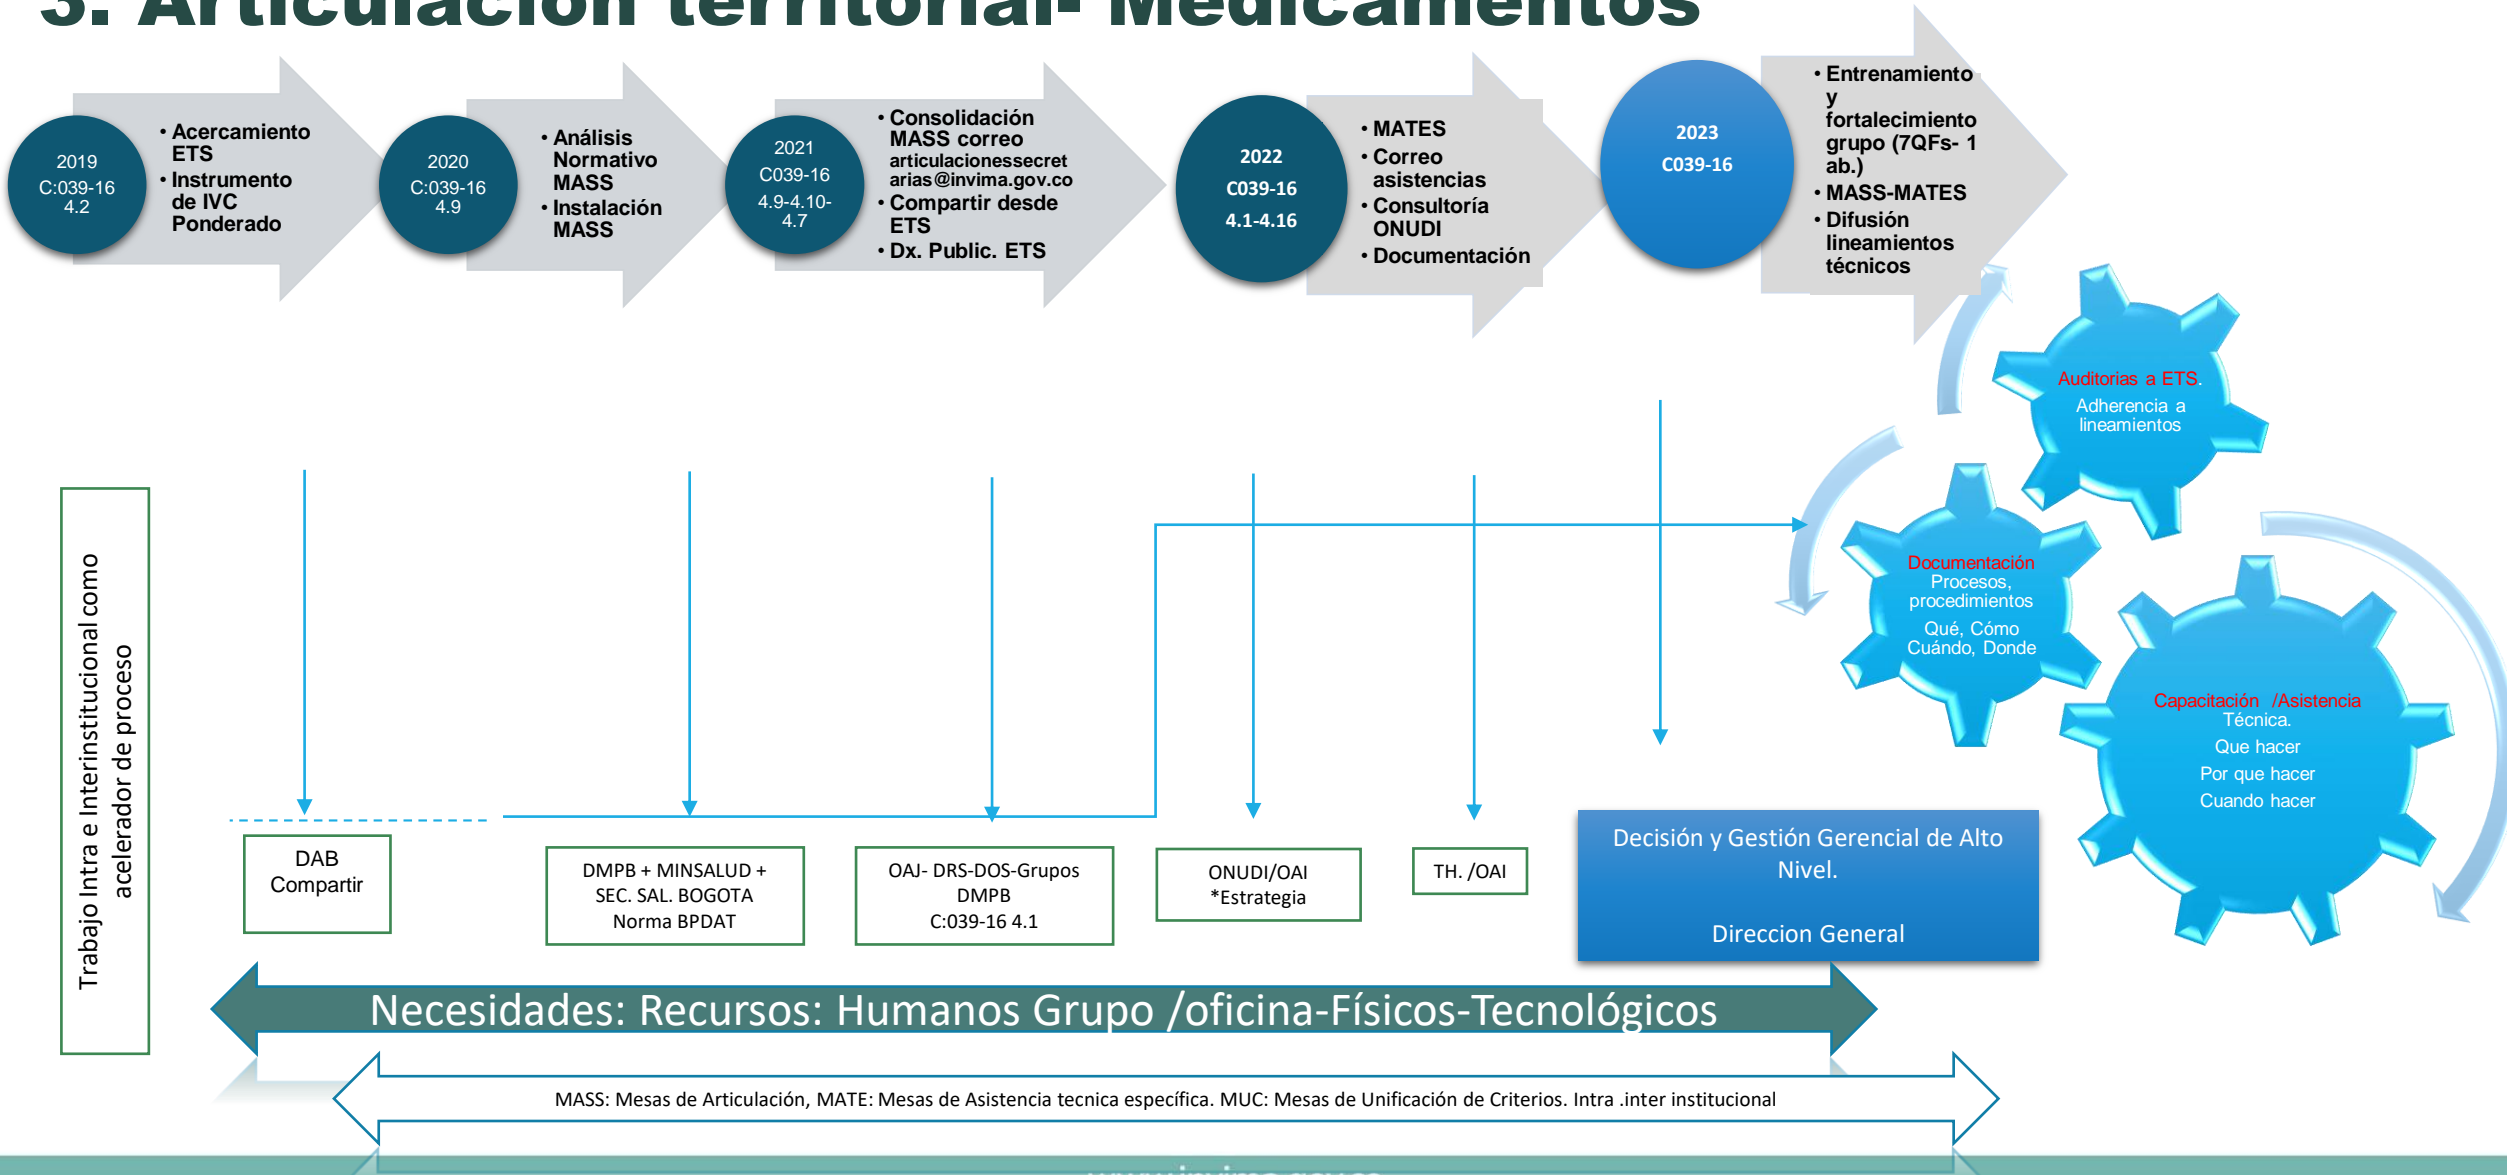 3. Articulación territorial- Medicamentos
2019
C:039-16
4.2
• Acercamiento
ETS
• Instrumento
de IVC
Ponderado
2020
C:039-16
4.9
• Análisis
Normativo
MASS
• Instalación
MASS
2021
C039-16
4.9-4.10-
4.7
• Consolidación
MASS correo
articulacionessecret
arias@invima.gov.co
• Compartir desde
ETS
• Dx. Public. ETS
2022
C039-16
4.1-4.16
• MATES
• Correo
asistencias
• Consultoría
ONUDI
• Documentación
2023
C039-16
• Entrenamiento
y
fortalecimiento
grupo (7QFs- 1
ab.)
• MASS-MATES
• Difusión
lineamientos
técnicos
Auditorias a ETS.
Adherencia a
lineamientos
Documentación
Procesos,
procedimientos
Qué, Cómo
Cuándo, Donde
Capacitación /Asistencia
Técnica.
Que hacer
Por que hacer
Cuando hacer
Trabajo Intra e Interinstitucional como
acelerador de proceso
DAB
Compartir
DMPB + MINSALUD +
SEC. SAL. BOGOTA
Norma BPDAT
OAJ- DRS-DOS-Grupos
DMPB
C:039-16 4.1
ONUDI/OAI
*Estrategia
TH. /OAI
Decisión y Gestión Gerencial de Alto
Nivel.
Direccion General
Necesidades: Recursos: Humanos Grupo /oficina-Físicos-Tecnológicos
MASS: Mesas de Articulación, MATE: Mesas de Asistencia tecnica específica. MUC: Mesas de Unificación de Criterios. Intra .inter institucional
www.invima.gov.co